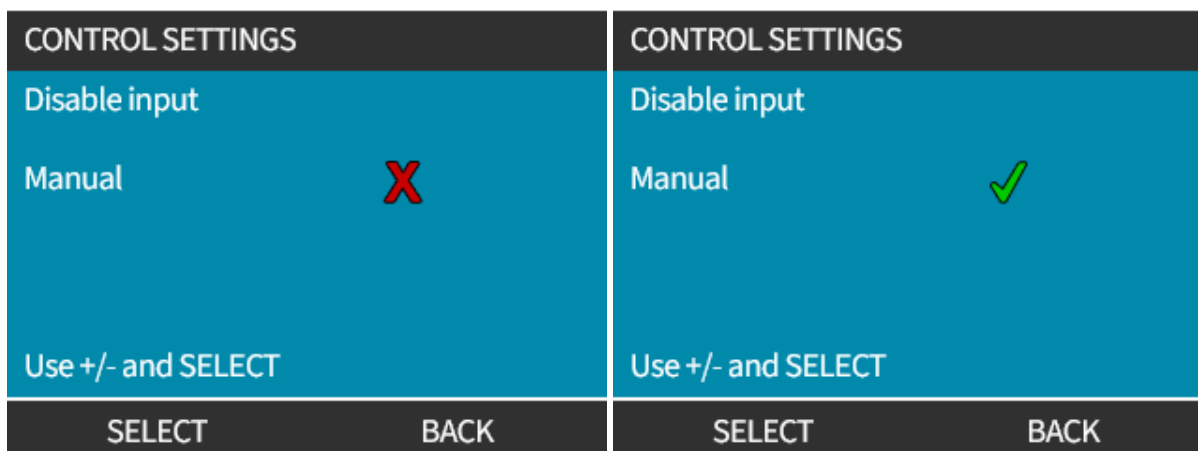 CONTROL SETTINGS
Disable input
Manual
Use +/- and SELECT
SELECT BACK
CONTROL SETTINGS
Disable input
Manual
Use +/- and SELECT
SELECT BACK